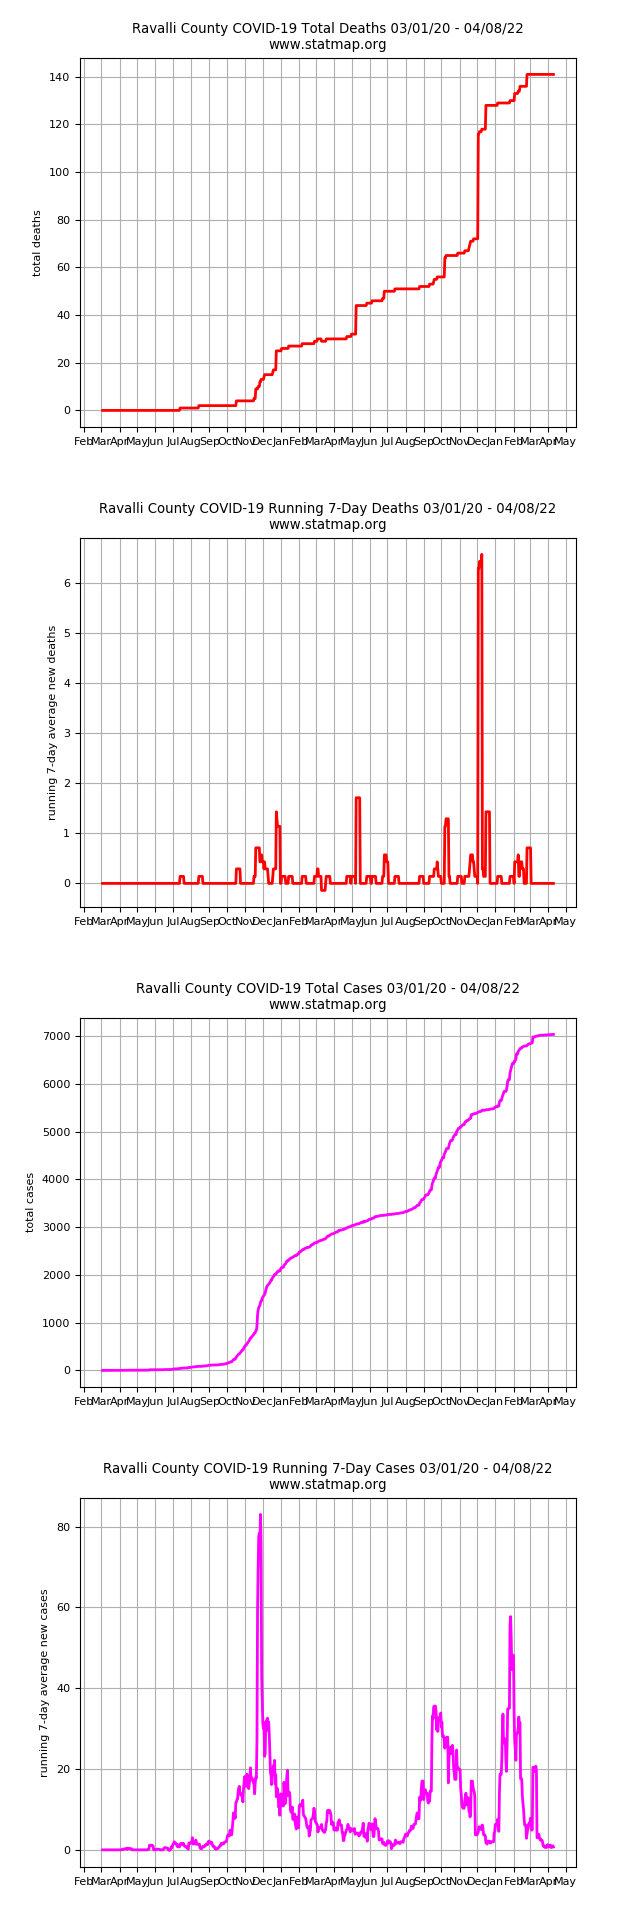 Ravalli County COVID-19 Total Deaths 03/01/20 - 04/08/22
www.statmap.org
140
120
100
80
60
40
20
0
total deaths
Feb Mar Apr May Jun Jul Aug Sep Oct Nov Dec Jan Feb Mar Apr May Jun Jul Aug Sep Oct Nov Dec Jan Feb Mar Apr May
Ravalli County COVID-19 Running 7-Day Deaths 03/01/20 - 04/08/22
www.statmap.org
6
5
4
3
2
1
0
running 7-day average new deaths
Feb Mar Apr May Jun Jul Aug Sep Oct Nov Dec Jan Feb Mar Apr May Jun Jul Aug Sep Oct Nov Dec Jan Feb Mar Apr May
Ravalli County COVID-19 Total Cases 03/01/20 - 04/08/22
www.statmap.org
7000
6000
5000
4000
3000
2000
1000
0
total cases
Feb Mar Apr May Jun Jul Aug Sep Oct Nov Dec Jan Feb Mar Apr May Jun Jul Aug Sep Oct Nov Dec Jan Feb Mar Apr May
Ravalli County COVID-19 Running 7-Day Cases 03/01/20 - 04/08/22
www.statmap.org
80
60
40
20
0
running 7-day average new cases
Feb Mar Apr May Jun Jul Aug Sep Oct Nov Dec Jan Feb Mar Apr May Jun Jul Aug Sep Oct Nov Dec Jan Feb Mar Apr May